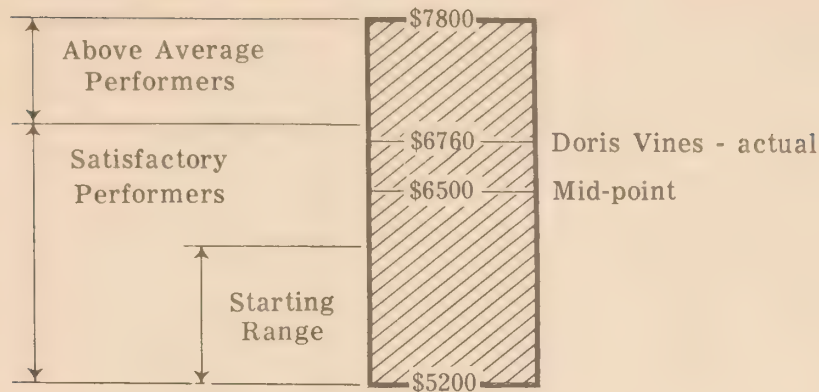 $7800
Above Average
Performers
$6760 Doris Vines - actual
Satisfactory
Performers
$6500 Mid-point
Starting
Range
$5200